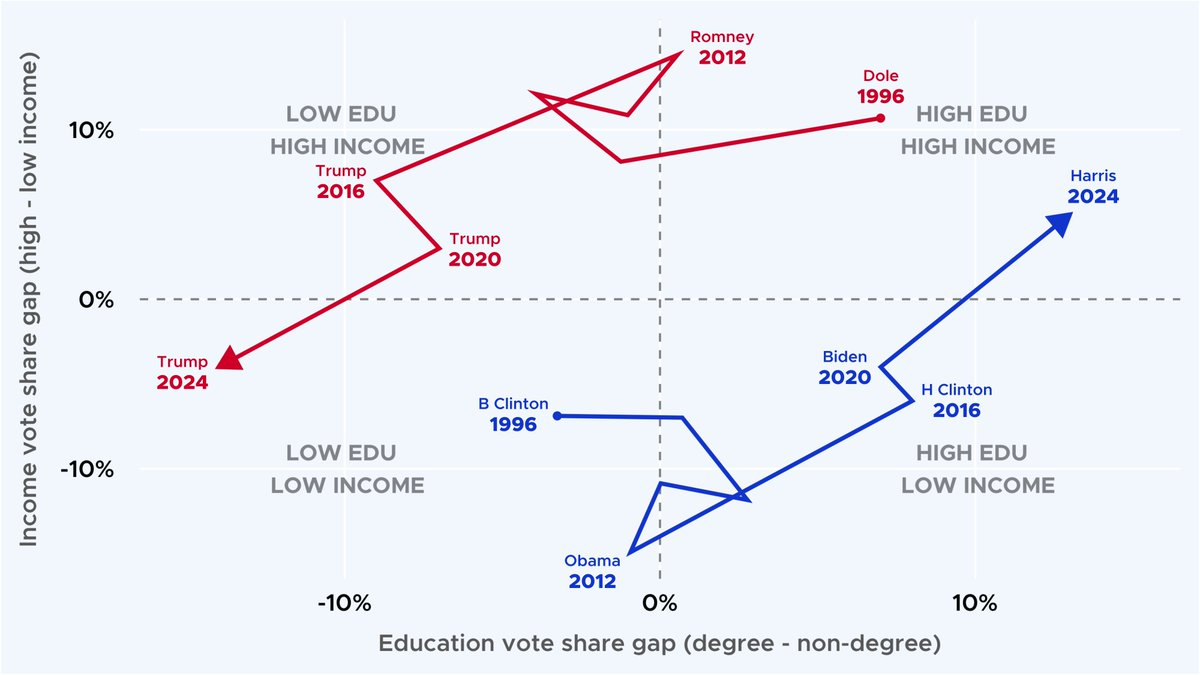 Romney
2012
Dole
1996
LOW EDU
HIGH INCOME
HIGH EDU
HIGH INCOME
10%
Trump
2016
Harris
2024
Trump
2020
0%
Trump
2024
Biden
2020
H Clinton
2016
B Clinton
1996
LOW EDU
LOW INCOME
HIGH EDU
LOW INCOME
-10%
Obama
2012
-10%
0%
10%
Education vote share gap (degree - non-degree)
Income vote share gap (high - low income)